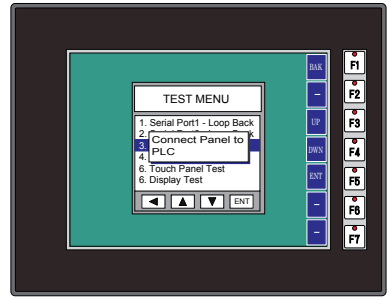 TEST MENU
1. Serial Port1 - Loop Back
2.
3.
Connect Panel to
PLC
4.
6. Touch Panel Test
6. Display Test
ENT
BAK
–
UP
DWN
ENT
–
–
F1
F2
F3
F4
F5
F6
F7